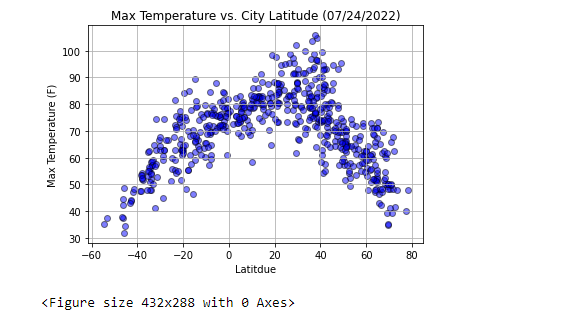 Max Temperature vs. City Latitude (07/24/2022)
Max Temperature (F)
100
90
80
70
60
50
40
30
−60 −40 −20 0 20 40 60 80
Latitdue
<Figure size 432x288 with 0 Axes>